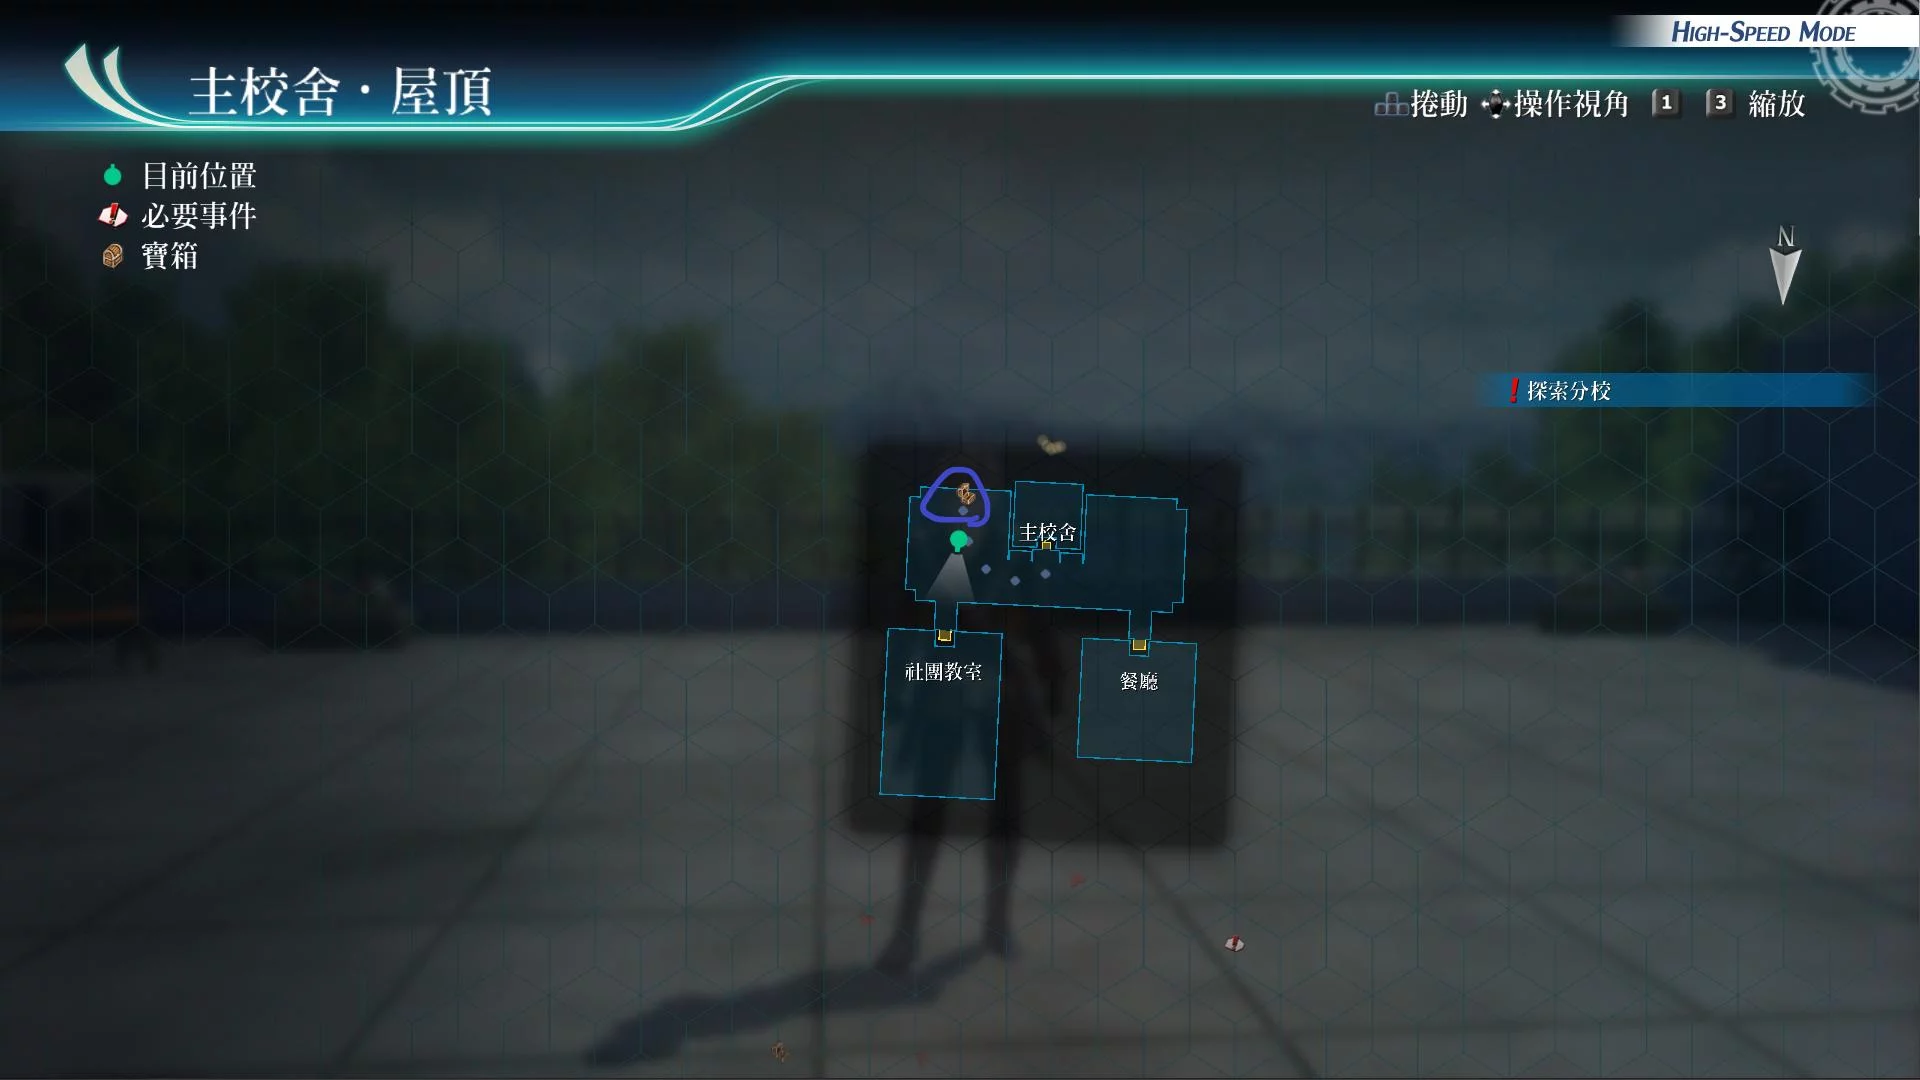 HIGH-SPEED MODE
主校舍・屋頂
捲動 操作視角 1 3 縮放
目前位置
必要事件
寶箱
N
探索分校
主校舍
社團教室
餐廳